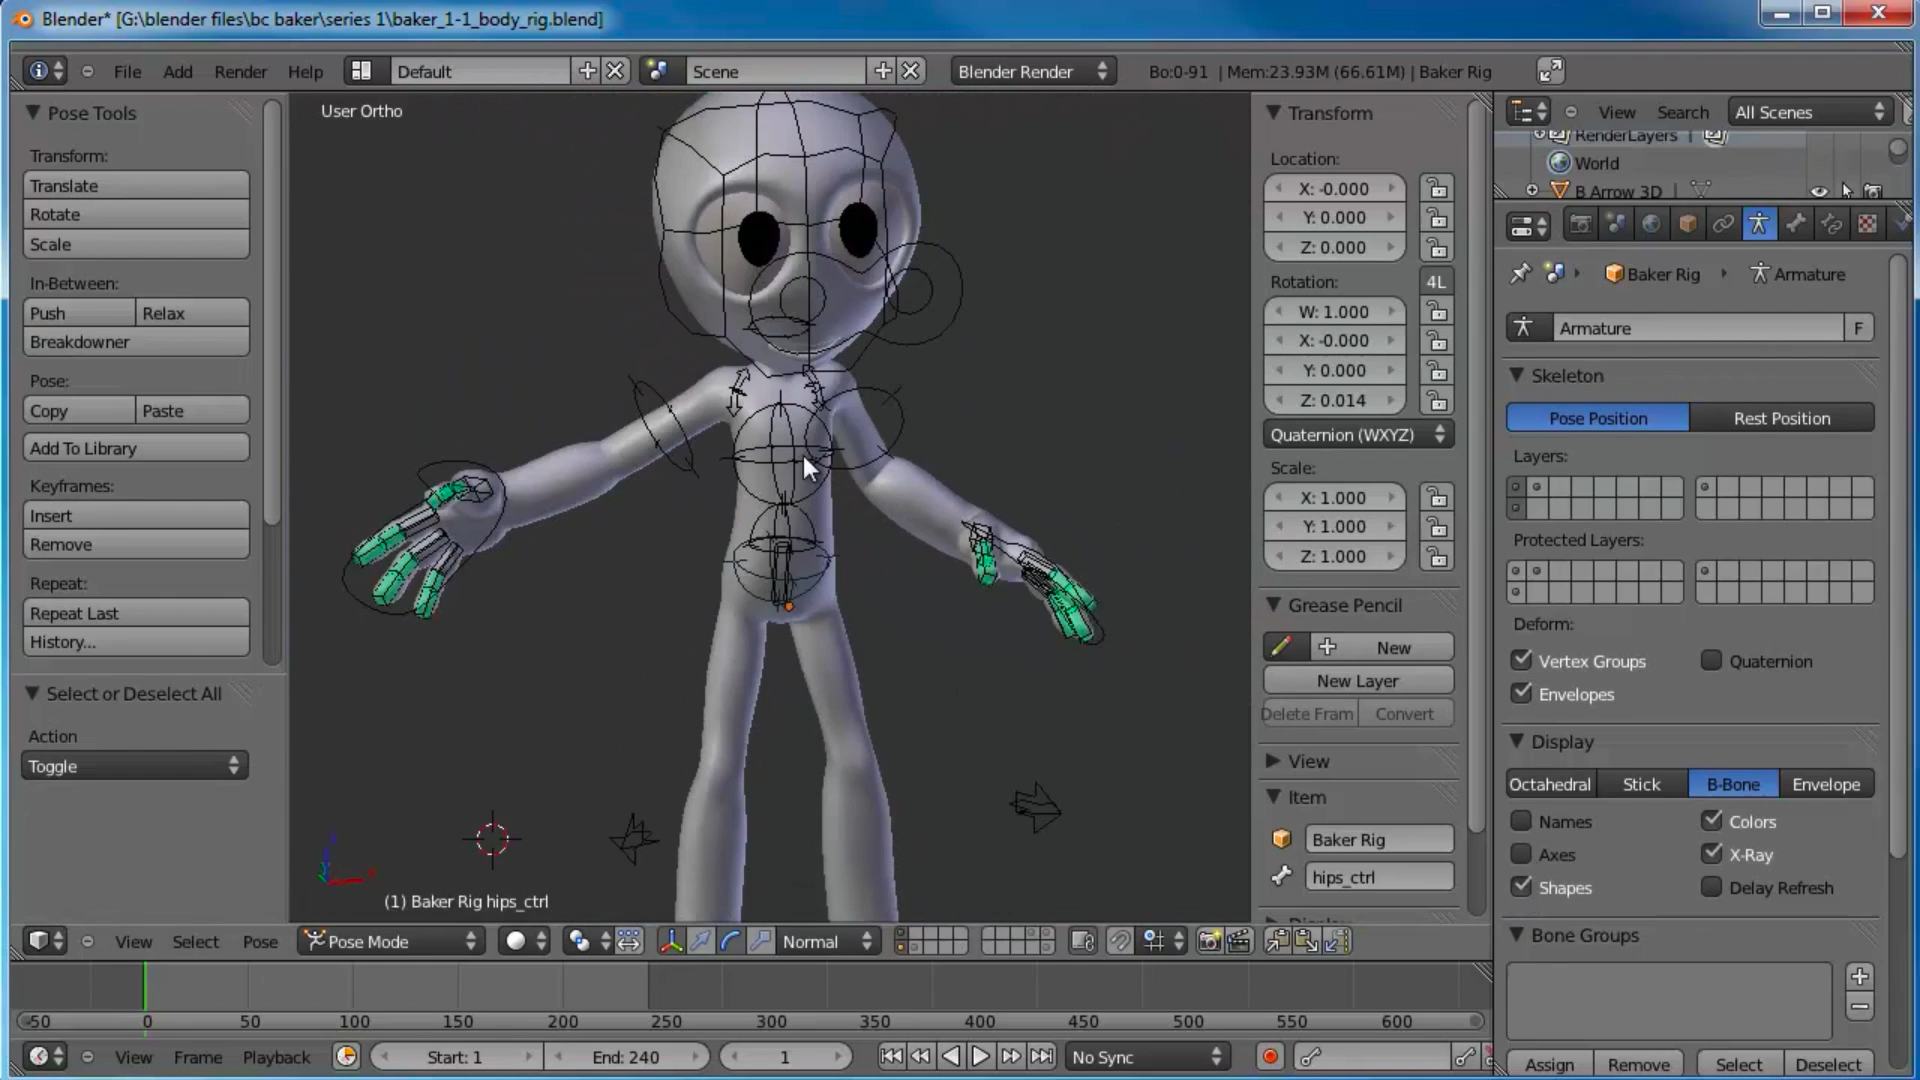 Blender* [G:\blender files\bc baker\series 1\baker_1-1_body_rig.blend]
File Add Render Help Default Scene Blender Render Bo:0-91 | Mem:23.93M (66.61M) | Baker Rig
Pose Tools
Transform:
Translate
Rotate
Scale
In-Between:
Push Relax
Breakdowner
Pose:
Copy Paste
Add To Library
Keyframes:
Insert
Remove
Repeat:
Repeat Last
History...
Select or Deselect All
Action
Toggle
User Ortho
(1) Baker Rig hips_ctrl
Transform
Location:
X: -0.000
Y: 0.000
Z: 0.000
Rotation: 4L
W: 1.000
X: -0.000
Y: 0.000
Z: 0.014
Quaternion (WXYZ)
Scale:
X: 1.000
Y: 1.000
Z: 1.000
Grease Pencil
New
New Layer
Delete Fram Convert
View
Item
Baker Rig
hips_ctrl
View Search All Scenes
RenderLayers |
World
B Arrow 3D |
Baker Rig Armature
Armature F
Skeleton
Pose Position Rest Position
Layers:
Protected Layers:
Deform:
Vertex Groups Quaternion
Envelopes
Display
Octahedral Stick B-Bone Envelope
Names Colors
Axes X-Ray
Shapes Delay Refresh
Bone Groups
Assign Remove Select Deselect
View Select Pose Pose Mode Normal
-50 0 50 100 150 200 250 300 350 400 450 500 550 600
View Frame Playback Start: 1 End: 240 1 No Sync